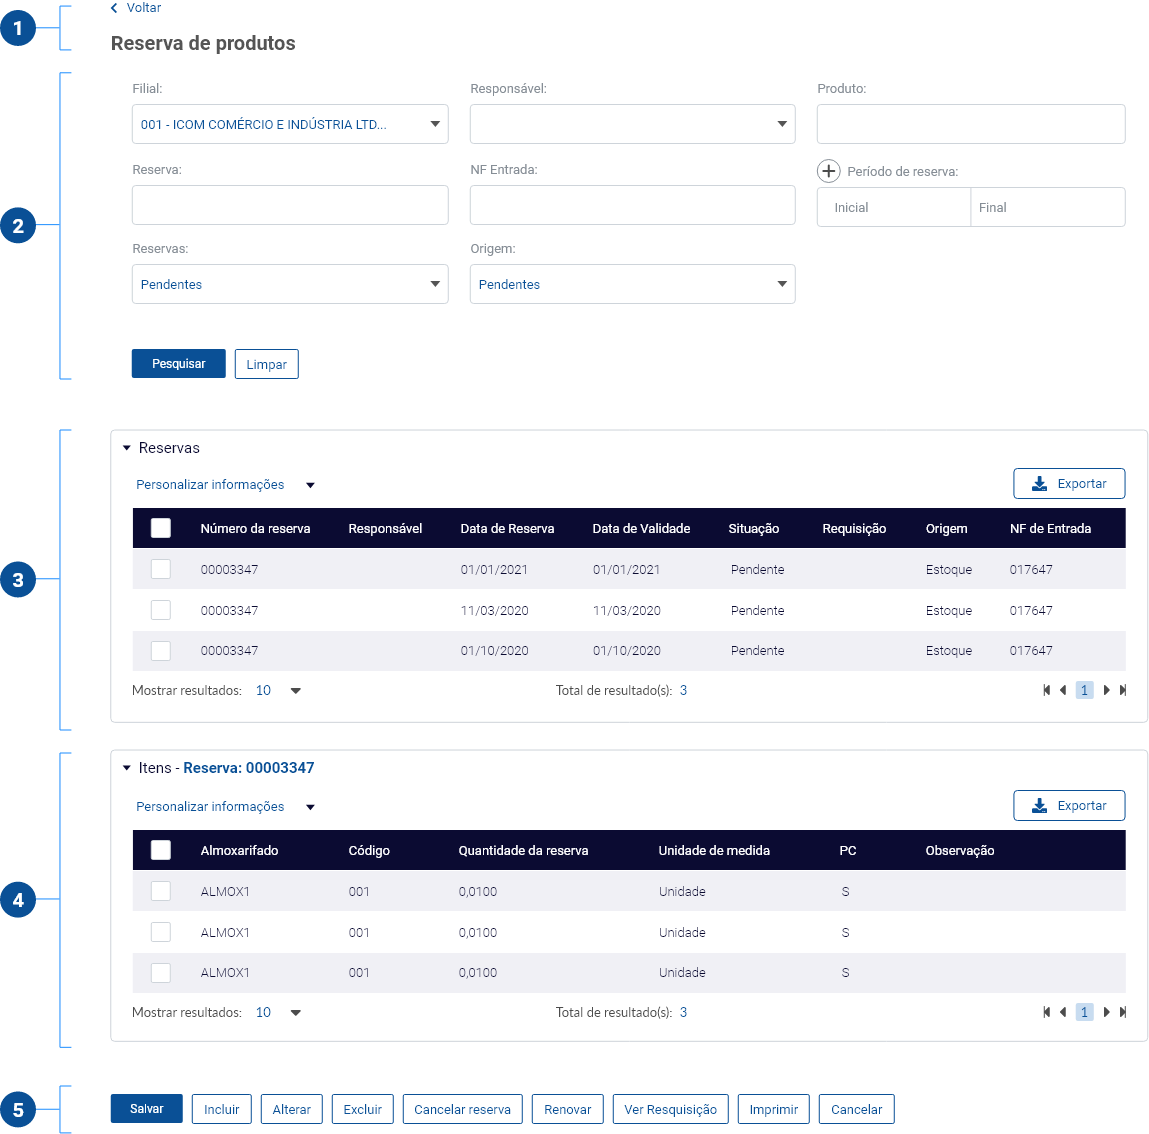 1
Voltar
Reserva de produtos
2
Filial: Responsável: Produto:
001 - ICOM COMÉRCIO E INDÚSTRIA LTD...
Reserva: NF Entrada: Período de reserva:
Inicial Final
Reservas: Origem:
Pendentes Pendentes
Pesquisar Limpar
3
Reservas
Personalizar informações Exportar
Número da reserva Responsável Data de Reserva Data de Validade Situação Requisição Origem NF de Entrada
00003347 01/01/2021 01/01/2021 Pendente Estoque 017647
00003347 11/03/2020 11/03/2020 Pendente Estoque 017647
00003347 01/10/2020 01/10/2020 Pendente Estoque 017647
Mostrar resultados: 10 Total de resultado(s): 3 1
4
Itens - Reserva: 00003347
Personalizar informações Exportar
Almoxarifado Código Quantidade da reserva Unidade de medida PC Observação
ALMOX1 001 0,0100 Unidade S
ALMOX1 001 0,0100 Unidade S
ALMOX1 001 0,0100 Unidade S
Mostrar resultados: 10 Total de resultado(s): 3 1
5
Salvar Incluir Alterar Excluir Cancelar reserva Renovar Ver Resquisição Imprimir Cancelar